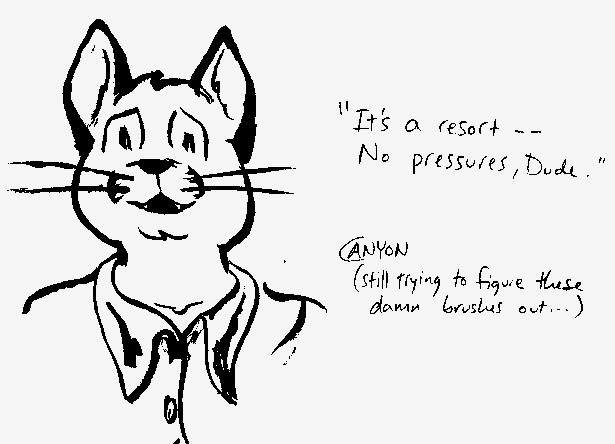 "It's a resort --
No pressures, Dude."
CANYON
(still trying to figure these
damn brushes out...)